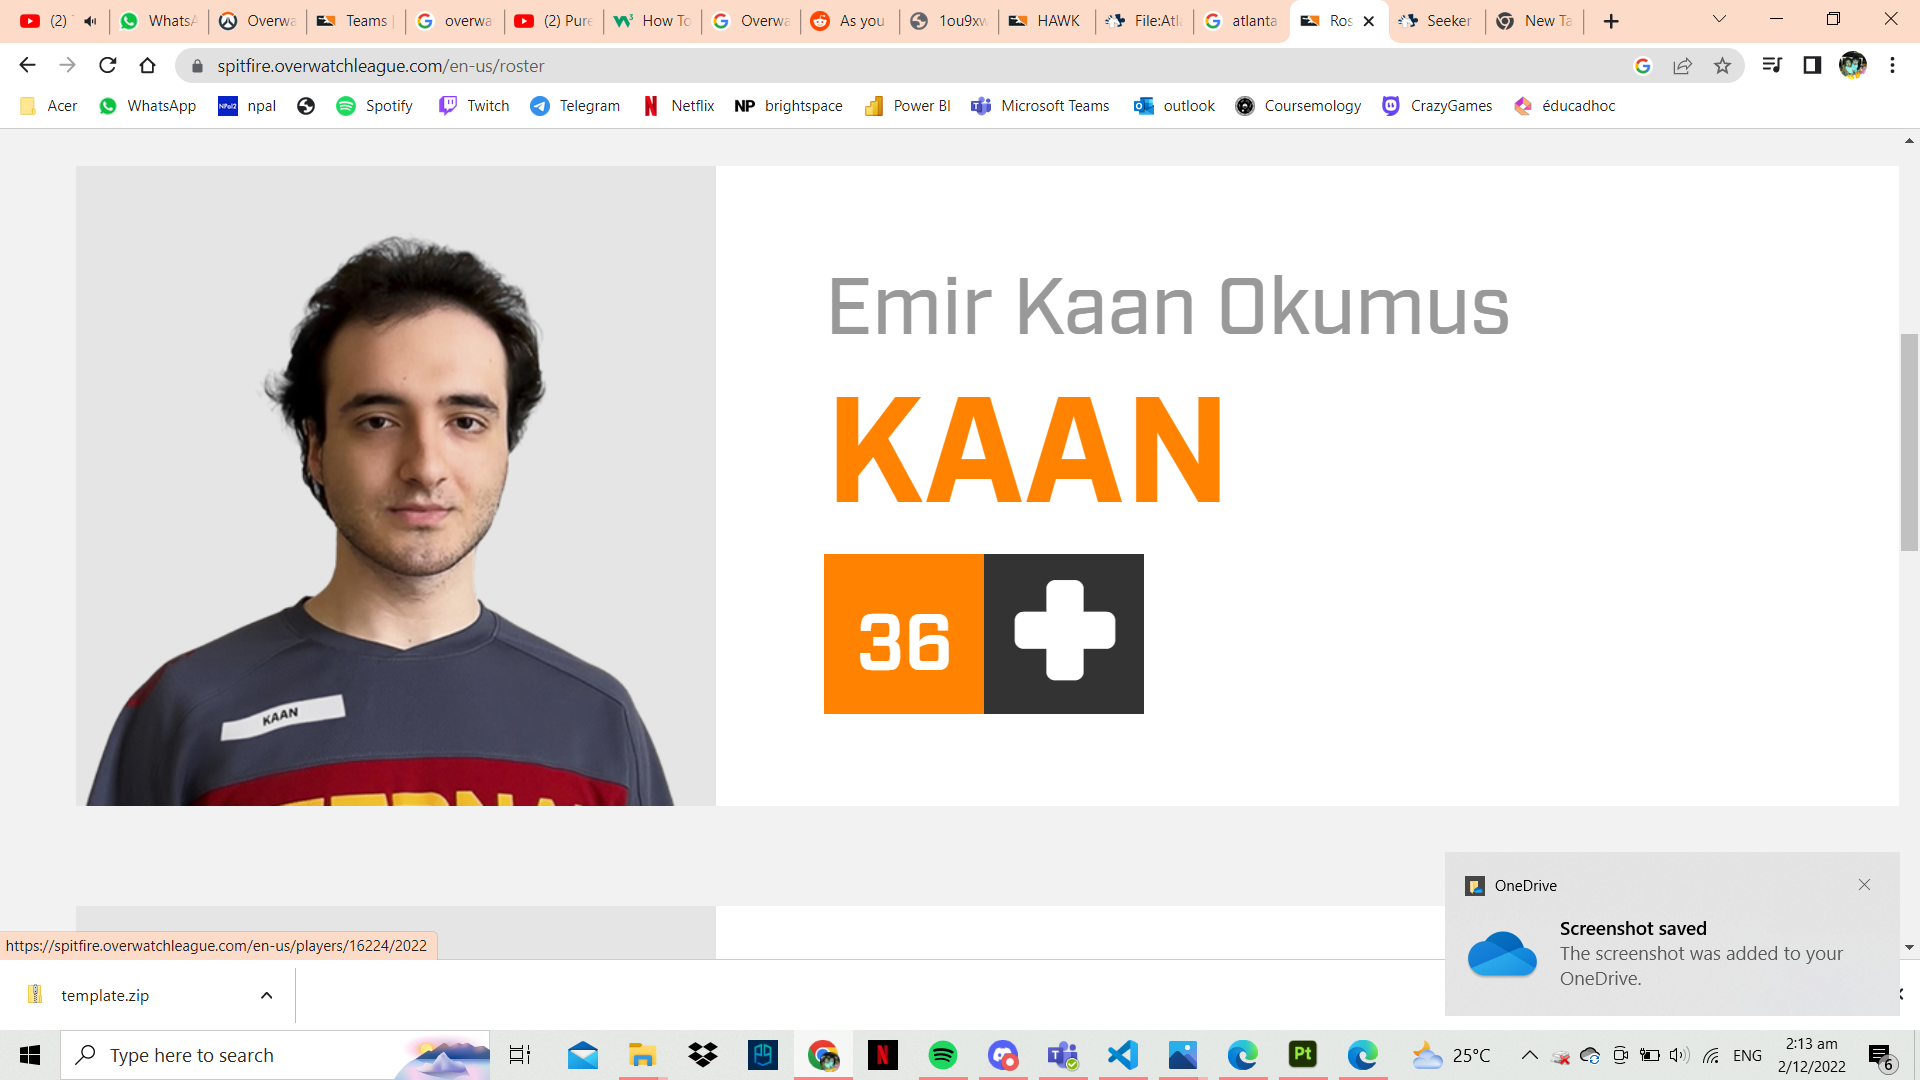 (2)
WhatsA
Overwa
Teams
overwa
(2) Pure
How To
Overwa
As you
1ou9xw
HAWK
File:Atla
atlanta
Ros
Seeker
New Ta
spitfire.overwatchleague.com/en-us/roster
Acer
WhatsApp
NPal2 npal
Spotify
Twitch
Telegram
Netflix
NP brightspace
Power BI
Microsoft Teams
outlook
Coursemology
CrazyGames
éducadhoc
Emir Kaan Okumus
KAAN
36
KAAN
OneDrive
Screenshot saved
The screenshot was added to your
OneDrive.
https://spitfire.overwatchleague.com/en-us/players/16224/2022
template.zip
Type here to search
Pt
25°C
ENG
2:13 am
2/12/2022
6